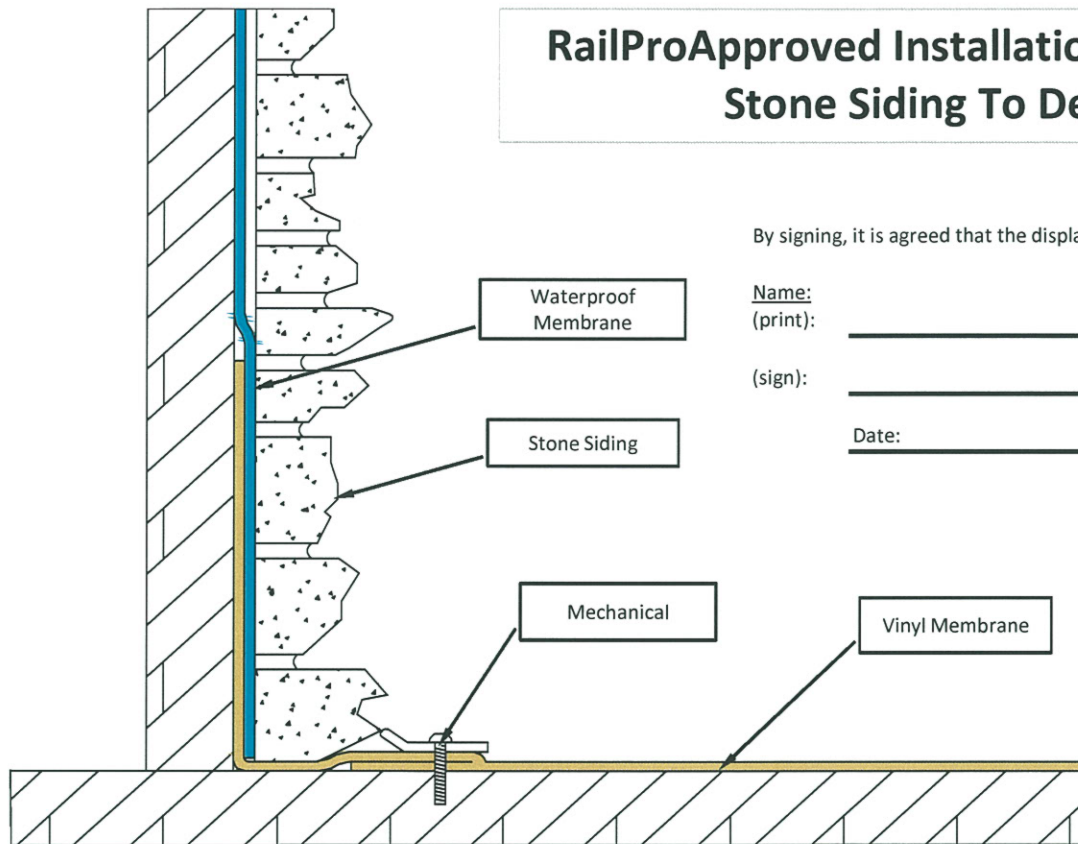 RailProApproved Installatio
Stone Siding To De
By signing, it is agreed that the displa
Name:
(print):
(sign):
Date:
Waterproof
Membrane
Stone Siding
Mechanical
Vinyl Membrane